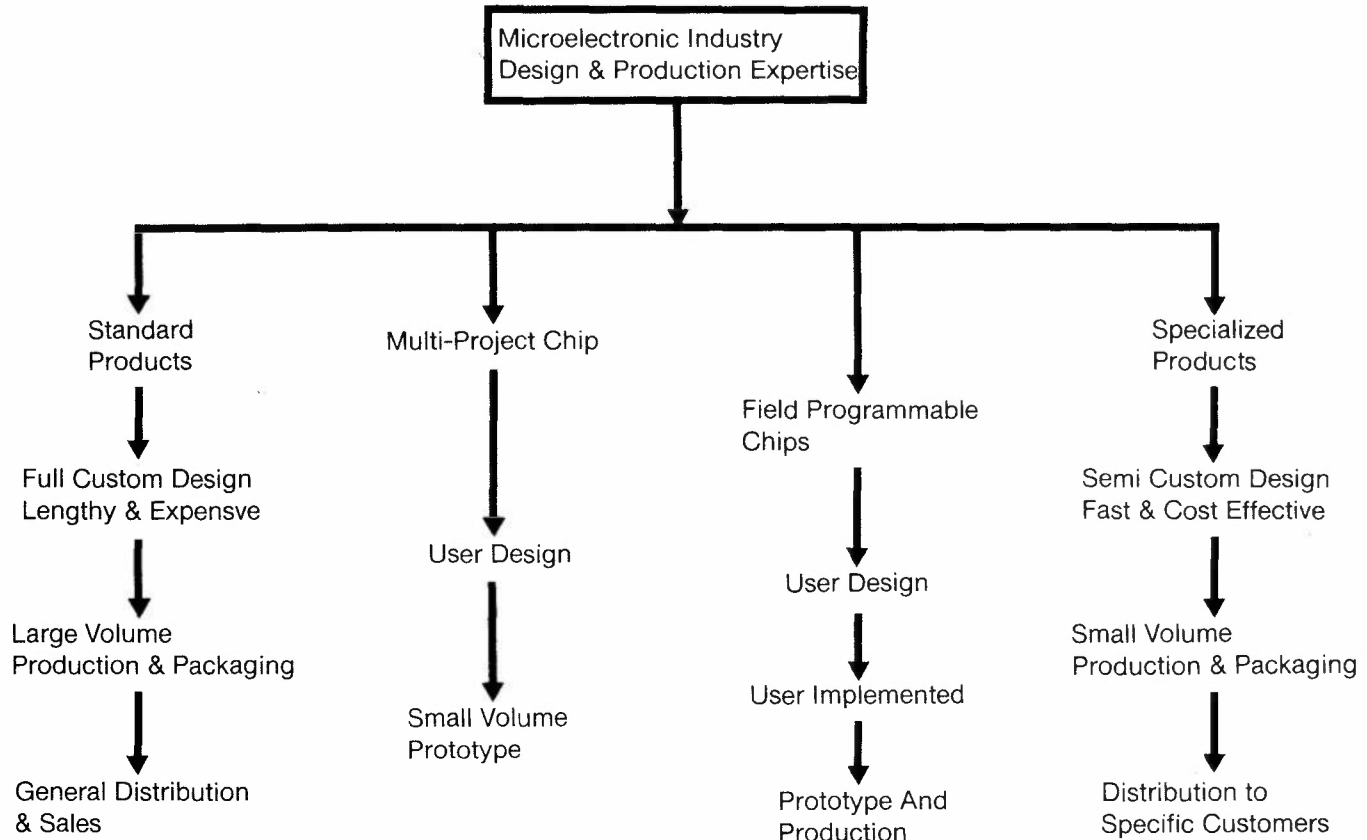 Microelectronic Industry
Design & Production Expertise
Standard
Products
Full Custom Design
Lengthy & Expensve
Large Volume
Production & Packaging
General Distribution
& Sales
Multi-Project Chip
User Design
Small Volume
Prototype
Field Programmable
Chips
User Design
User Implemented
Prototype And
Production
Specialized
Products
Semi Custom Design
Fast & Cost Effective
Small Volume
Production & Packaging
Distribution to
Specific Customers